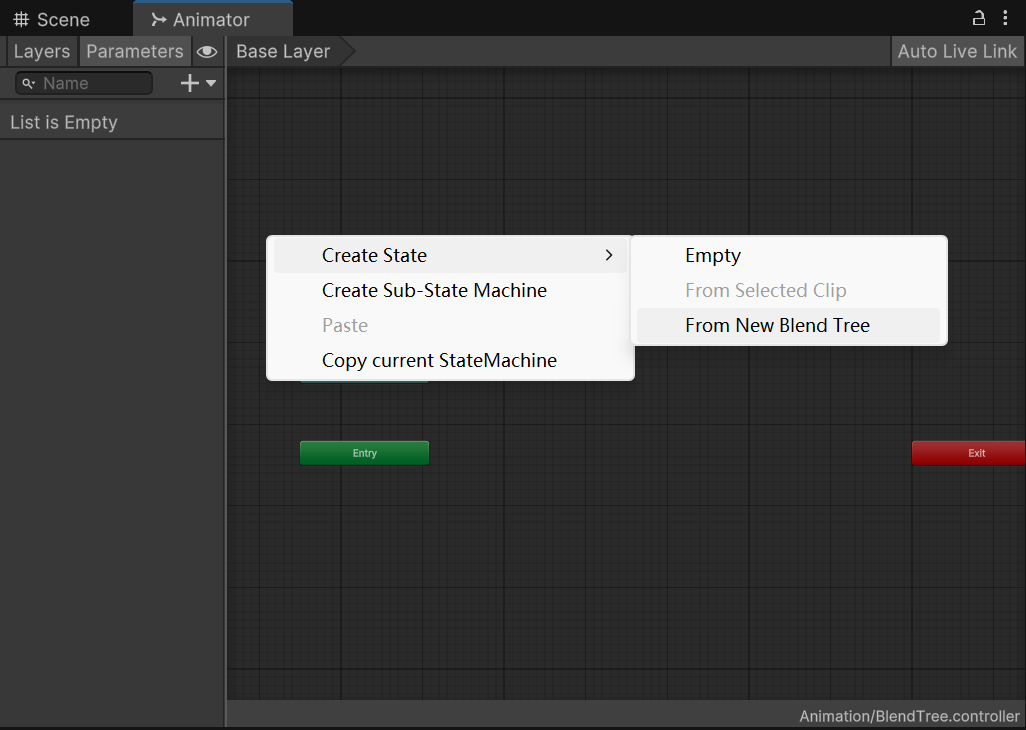 Scene Animator
Layers Parameters Base Layer Auto Live Link
Name
List is Empty
Create State
Create Sub-State Machine
Paste
Copy current StateMachine
Empty
From Selected Clip
From New Blend Tree
Entry
Exit
Animation/BlendTree.controller